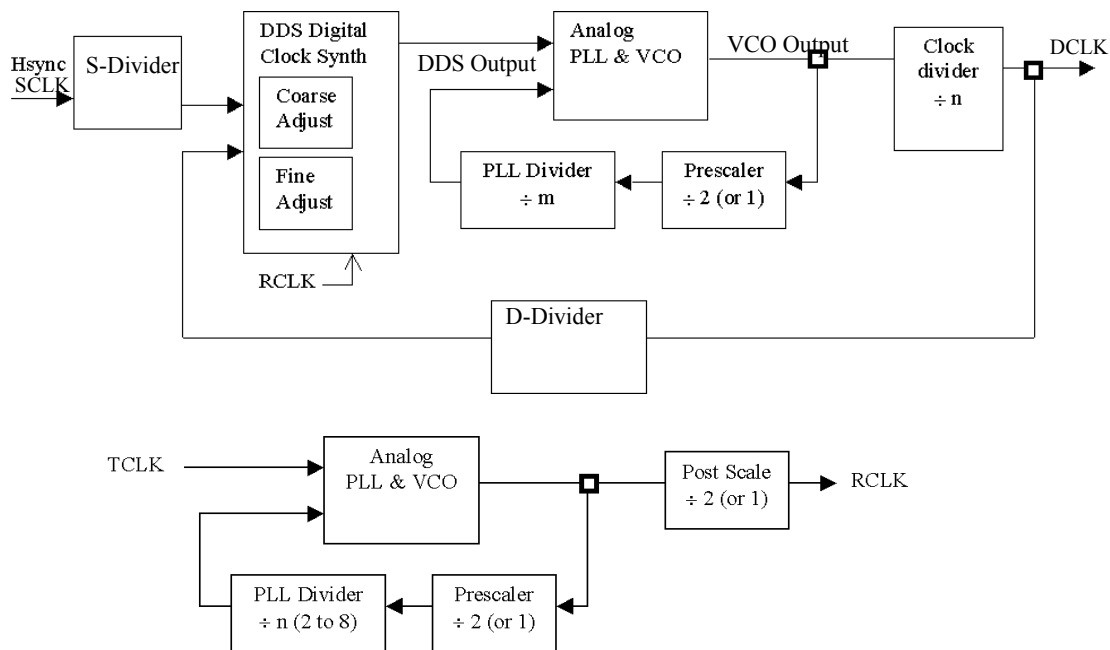 Hsync
SCLK
S-Divider
DDS Digital
Clock Synth
Coarse
Adjust
Fine
Adjust
RCLK
DDS Output
Analog
PLL & VCO
VCO Output
Clock
divider
÷ n
DCLK
PLL Divider
÷ m
Prescaler
÷ 2 (or 1)
D-Divider
TCLK
Analog
PLL & VCO
Post Scale
÷ 2 (or 1)
RCLK
PLL Divider
÷ n (2 to 8)
Prescaler
÷ 2 (or 1)